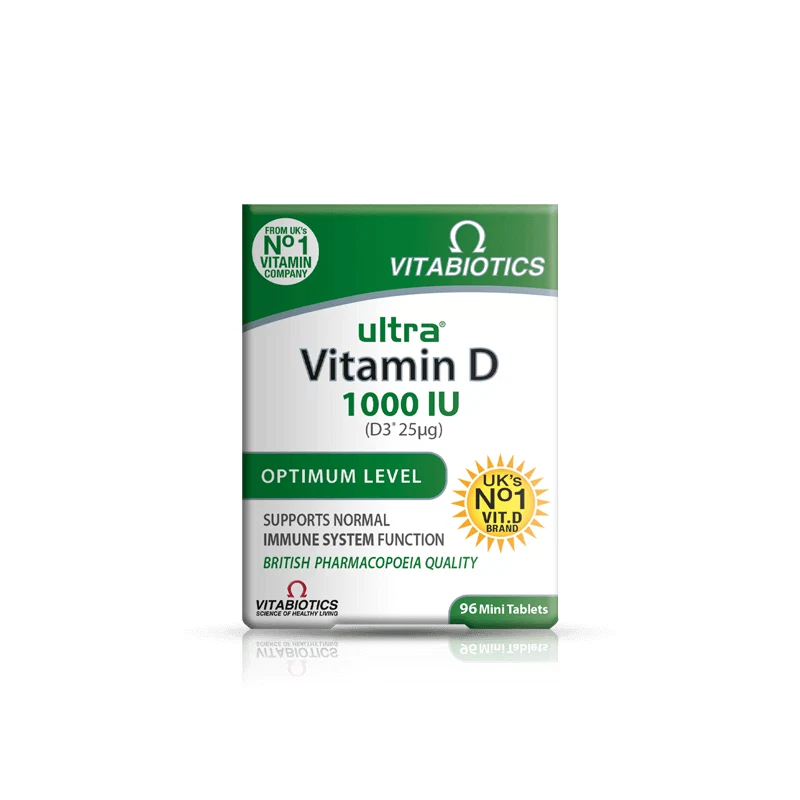 FROM UK's
Nº1
VITAMIN
COMPANY
Ω
VITABIOTICS
ultra®
Vitamin D
1000 IU
(D3* 25µg)
OPTIMUM LEVEL
UK's
Nº1
VIT.D
BRAND
SUPPORTS NORMAL
IMMUNE SYSTEM FUNCTION
BRITISH PHARMACOPOEIA QUALITY
Ω
VITABIOTICS
SCIENCE OF HEALTHY LIVING
96 Mini Tablets